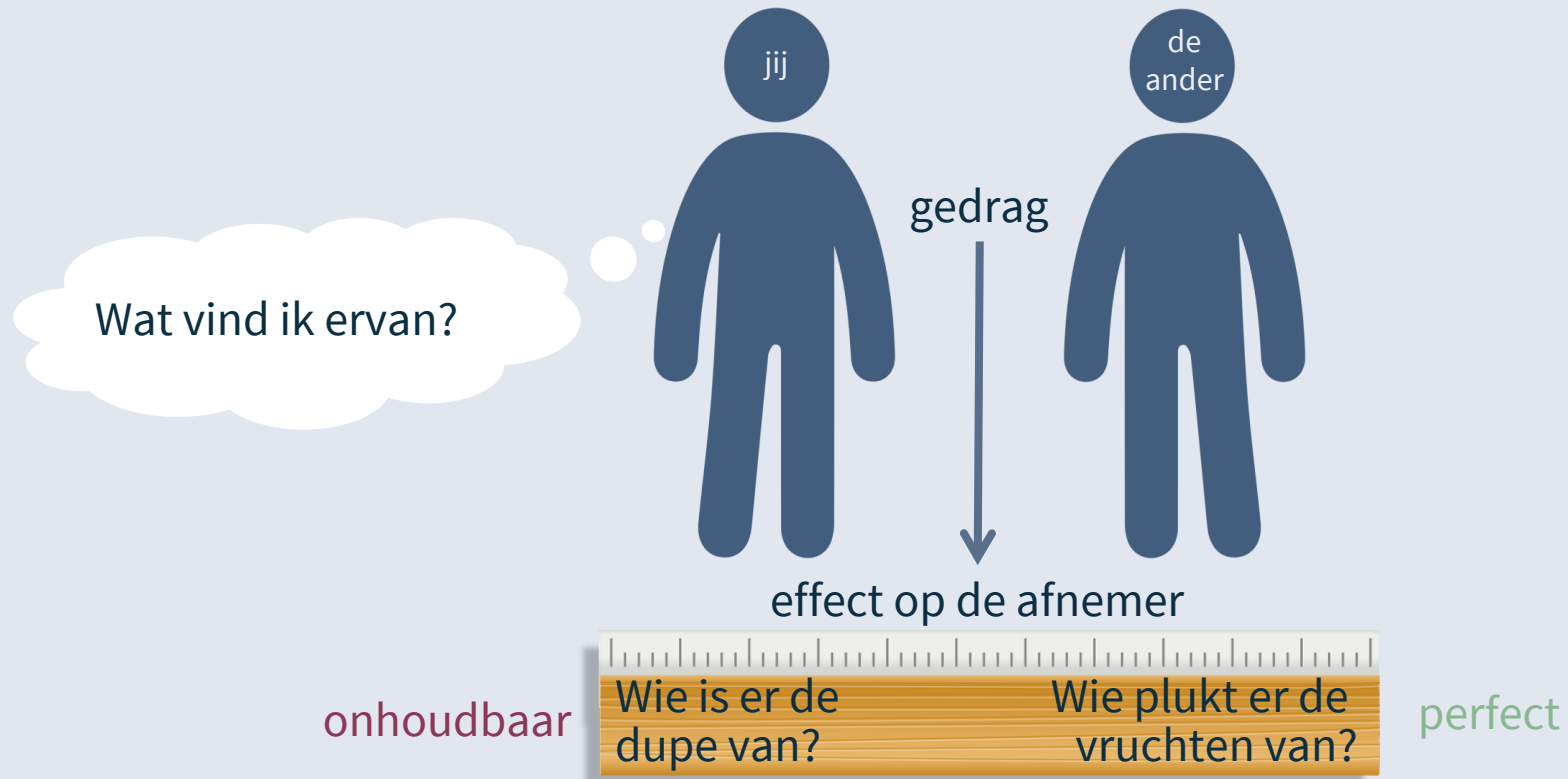 jij
de
ander
gedrag
Wat vind ik ervan?
effect op de afnemer
onhoudbaar
Wie is er de
dupe van?
Wie plukt er de
vruchten van?
perfect